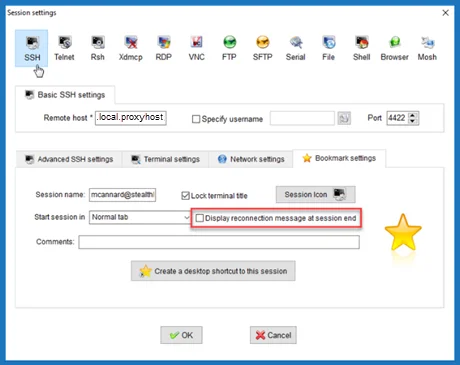 Session settings
SSH Telnet Rsh Xdmcp RDP VNC FTP SFTP Serial File Shell Browser Mosh
Basic SSH settings
Remote host * .local.proxyhost Specify username Port 4422
Advanced SSH settings Terminal settings Network settings Bookmark settings
Session name: mcannard@stealth Lock terminal title Session Icon
Start session in Normal tab Display reconnection message at session end
Comments:
Create a desktop shortcut to this session
OK Cancel